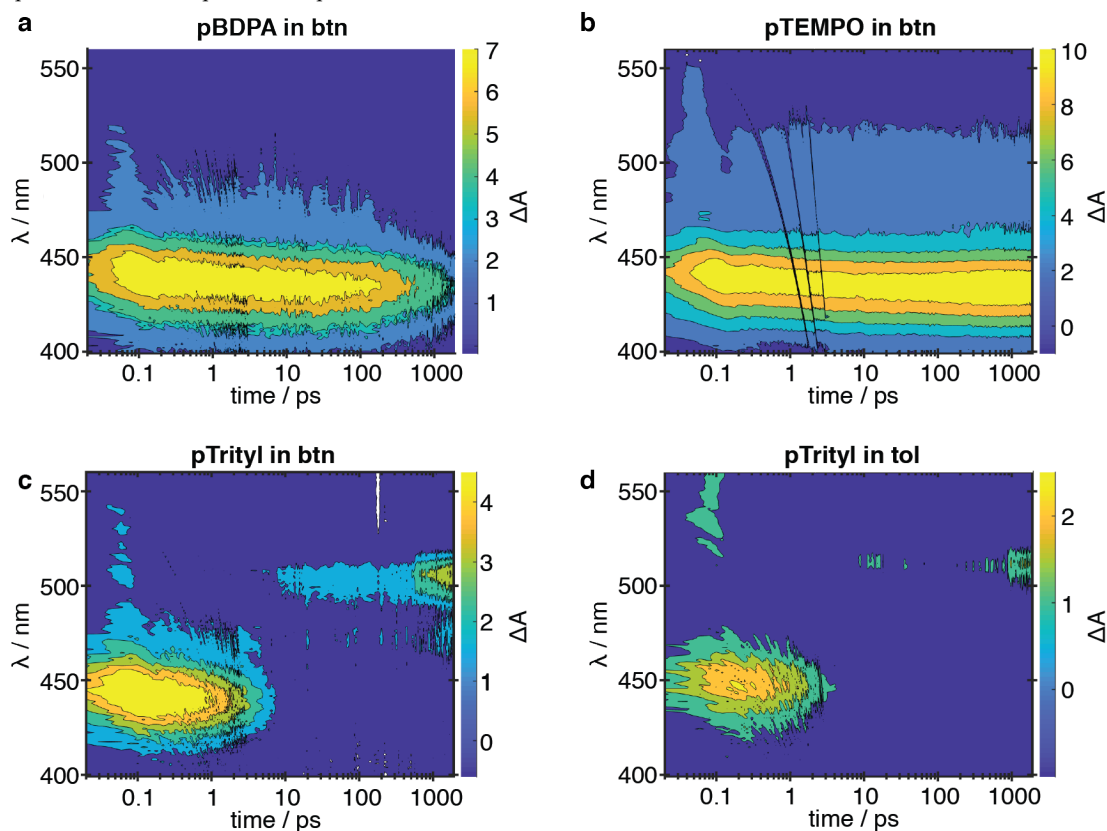 a
pBDPA in btn
550
500
450
400
λ / nm
0.1
1
10
100
1000
time / ps
7
6
5
4
3
2
1
ΔA
b
pTEMPO in btn
550
500
450
400
λ / nm
0.1
1
10
100
1000
time / ps
10
8
6
4
2
0
ΔA
c
pTrityl in btn
550
500
450
400
λ / nm
0.1
1
10
100
1000
time / ps
4
3
2
1
0
ΔA
d
pTrityl in tol
550
500
450
400
λ / nm
0.1
1
10
100
1000
time / ps
2
1
0
ΔA